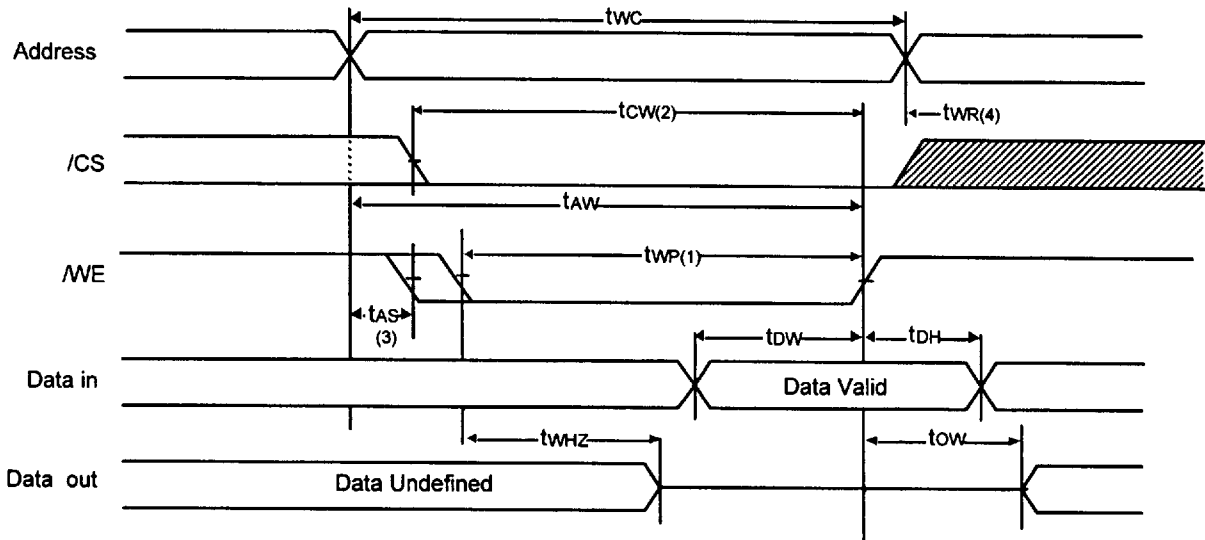 tWC
Address
tCW(2)
tWR(4)
/CS
tAW
/WE
tWP(1)
tAS
(3)
tDW
tDH
Data in
Data Valid
tWHZ
tOW
Data out
Data Undefined